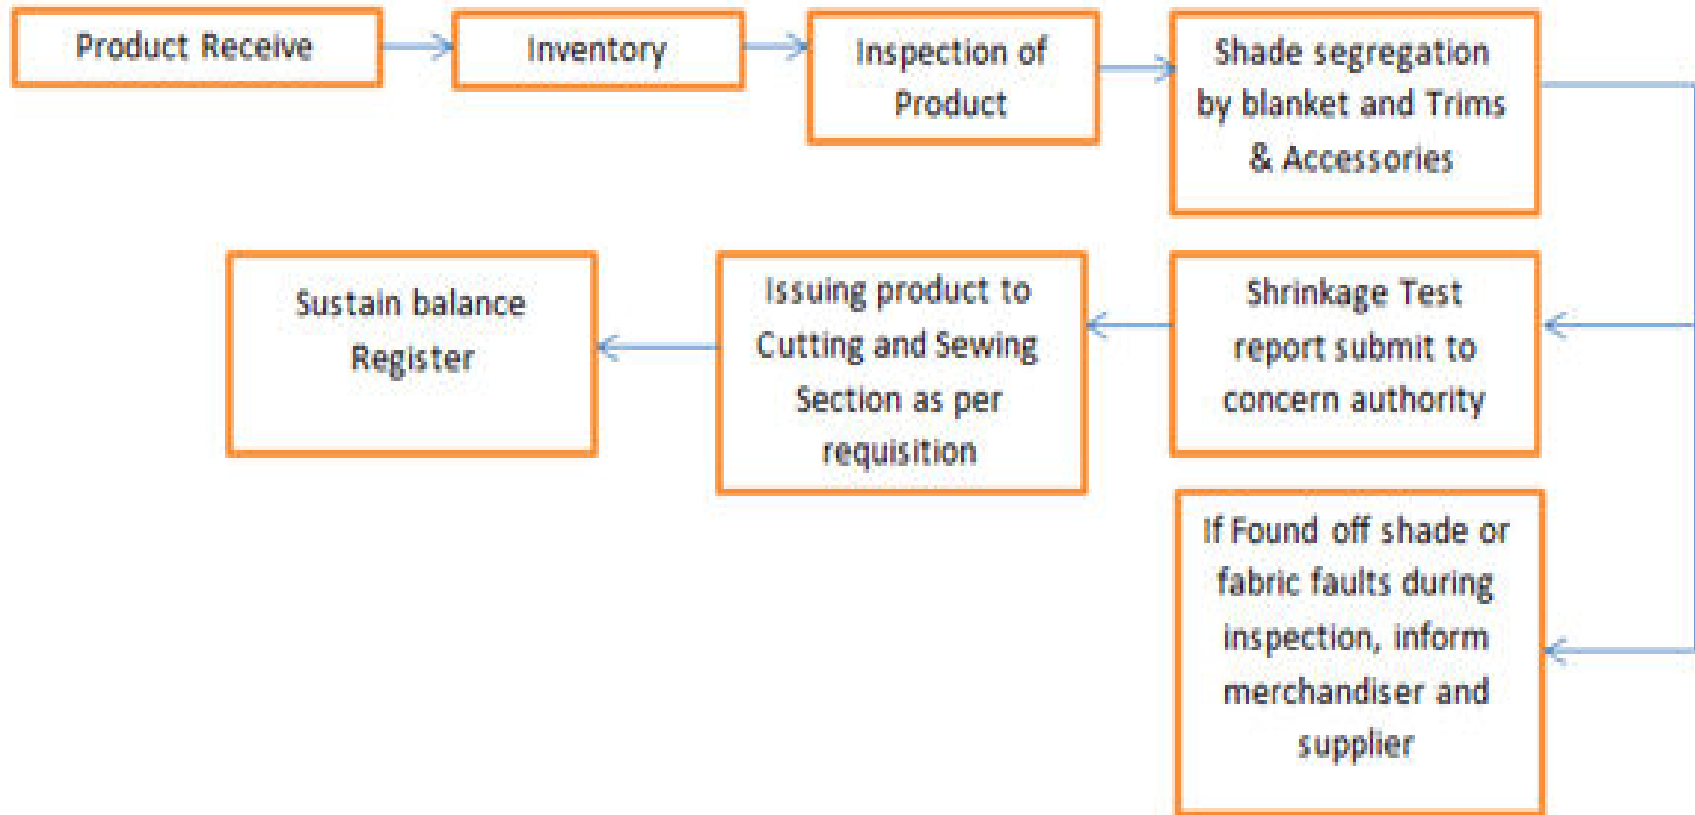 Product Receive
Inventory
Inspection of
Product
Shade segregation
by blanket and Trims
& Accessories
Shrinkage Test
report submit to
concern authority
Issuing product to
Cutting and Sewing
Section as per
requisition
Sustain balance
Register
If Found off shade or
fabric faults during
inspection, inform
merchandiser and
supplier